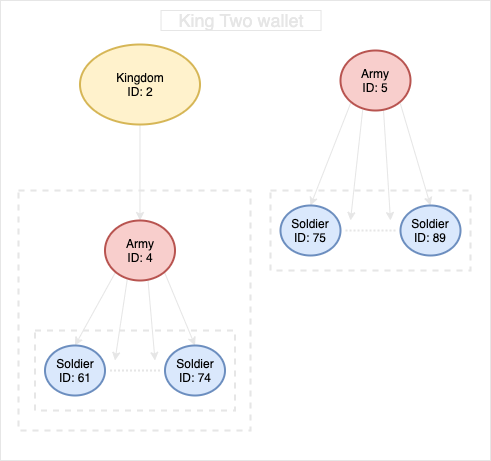 King Two wallet
Kingdom
ID: 2
Army
ID: 5
Soldier
ID: 75
Soldier
ID: 89
Army
ID: 4
Soldier
ID: 61
Soldier
ID: 74